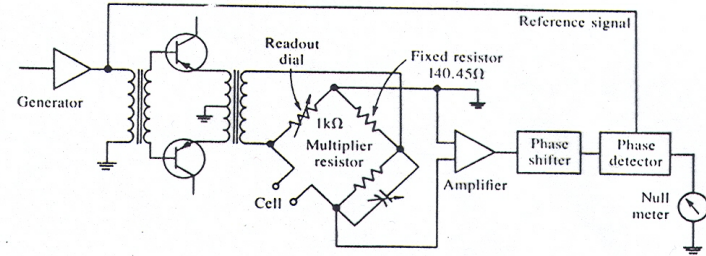 Reference signal
Readout
dial
Fixed resistor
140.45Ω
Generator
1kΩ
Multiplier
resistor
Cell
Amplifier
Phase
shifter
Phase
detector
Null
meter